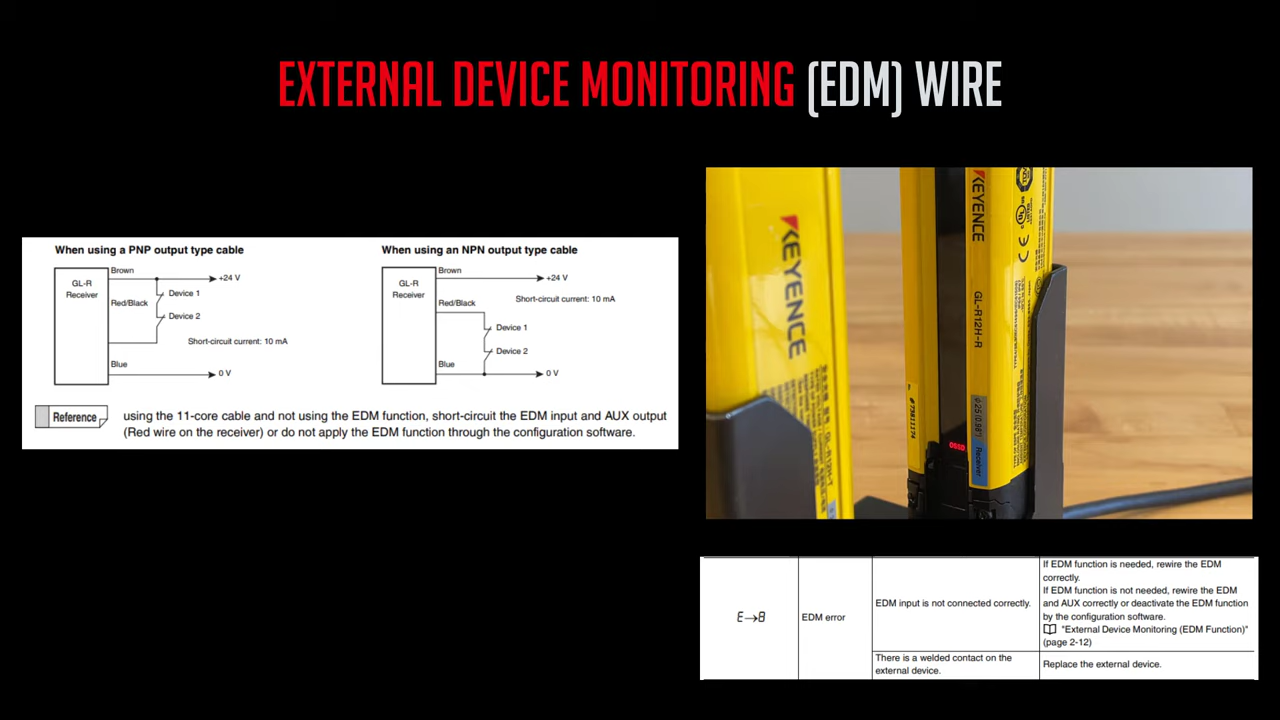 EXTERNAL DEVICE MONITORING (EDM) WIRE
When using a PNP output type cable
GL-R
Receiver
Brown
+24 V
Device 1
Red/Black
Device 2
Short-circuit current: 10 mA
Blue
0 V
When using an NPN output type cable
GL-R
Receiver
Brown
+24 V
Short-circuit current: 10 mA
Red/Black
Device 1
Device 2
Blue
0 V
Reference
using the 11-core cable and not using the EDM function, short-circuit the EDM input and AUX output
(Red wire on the receiver) or do not apply the EDM function through the configuration software.
KEYENCE
KEYENCE
GL-R12H-R
Receiver
OSSD
E→8
EDM error
EDM input is not connected correctly.
If EDM function is needed, rewire the EDM
correctly.
If EDM function is not needed, rewire the EDM
and AUX correctly or deactivate the EDM function
by the configuration software.
"External Device Monitoring (EDM Function)"
(page 2-12)
There is a welded contact on the
external device.
Replace the external device.